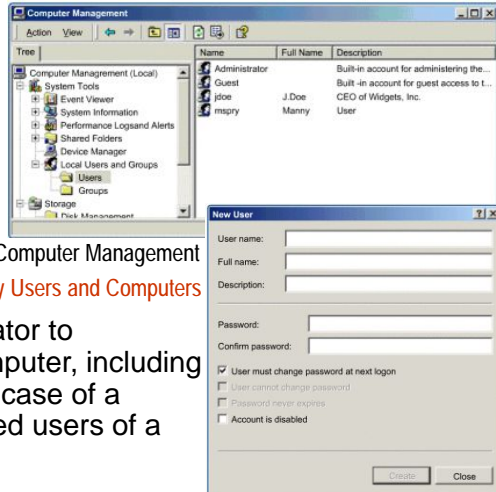 Computer Management
Action View
Tree
Name Full Name Description
Computer Managrement (Local)
System Tools
Event Viewer
System Information
Performance Logsand Alerts
Shared Folders
Device Manager
Local Users and Groups
Users
Groups
Storage
Disk Management
Administrator Built-in account for administering the...
Guest Built -in account for guest access to t...
jdoe J.Doe CEO of Widgets, Inc.
mspry Manny User
Computer Management
y Users and Computers
ator to
mputer, including
case of a
ed users of a
New User
User name:
Full name:
Description:
Password:
Confirm password:
User must change password at next logon
User cannot change password
Password never expires
Account is disabled
Create Close